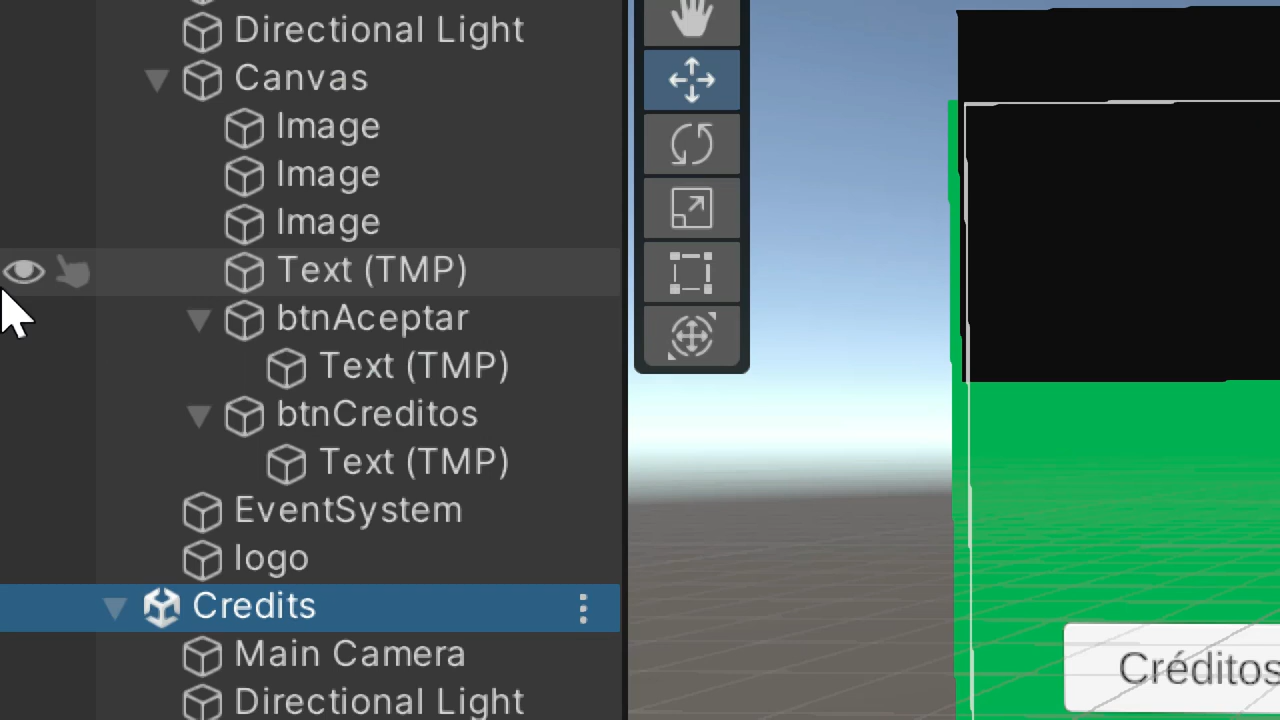 Directional Light
Canvas
Image
Image
Image
Text (TMP)
btnAceptar
Text (TMP)
btnCreditos
Text (TMP)
EventSystem
logo
Credits
Main Camera
Directional Light
Créditos